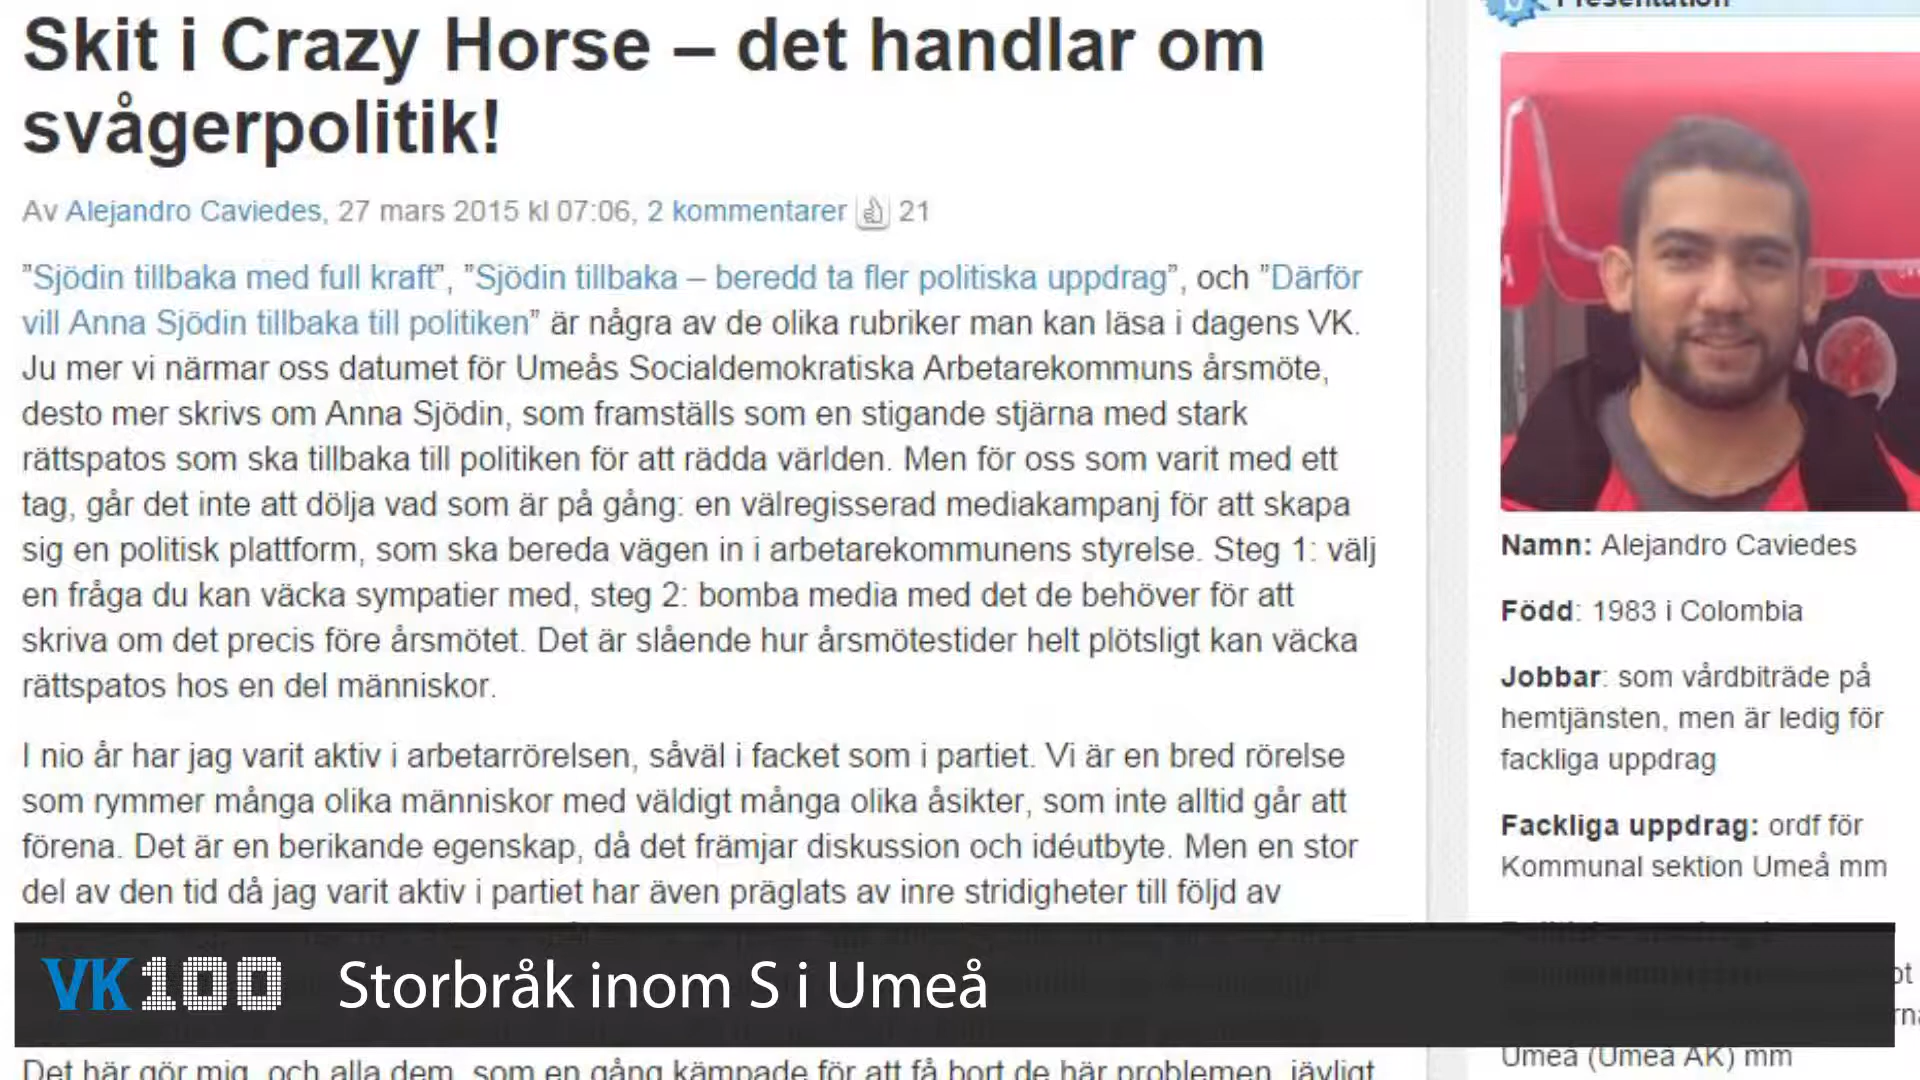 Skit i Crazy Horse – det handlar om
svågerpolitik!
Av Alejandro Caviedes, 27 mars 2015 kl 07:06, 2 kommentarer 21
”Sjödin tillbaka med full kraft”, ”Sjödin tillbaka – beredd ta fler politiska uppdrag”, och ”Därför
vill Anna Sjödin tillbaka till politiken” är några av de olika rubriker man kan läsa i dagens VK.
Ju mer vi närmar oss datumet för Umeås Socialdemokratiska Arbetarekommuns årsmöte,
desto mer skrivs om Anna Sjödin, som framställs som en stigande stjärna med stark
rättspatos som ska tillbaka till politiken för att rädda världen. Men för oss som varit med ett
tag, går det inte att dölja vad som är på gång: en välregisserad mediakampanj för att skapa
sig en politisk plattform, som ska bereda vägen in i arbetarekommunens styrelse. Steg 1: välj
en fråga du kan väcka sympatier med, steg 2: bomba media med det de behöver för att
skriva om det precis före årsmötet. Det är slående hur årsmötestider helt plötsligt kan väcka
rättspatos hos en del människor.
I nio år har jag varit aktiv i arbetarrörelsen, såväl i facket som i partiet. Vi är en bred rörelse
som rymmer många olika människor med väldigt många olika åsikter, som inte alltid går att
förena. Det är en berikande egenskap, då det främjar diskussion och idéutbyte. Men en stor
del av den tid då jag varit aktiv i partiet har även präglats av inre stridigheter till följd av
Det här gör mig, och alla dem, som en gång kämpade för att få bort de här problemen, jävligt
Presentation
Namn: Alejandro Caviedes
Född: 1983 i Colombia
Jobbar: som vårdbiträde på
hemtjänsten, men är ledig för
fackliga uppdrag
Fackliga uppdrag: ordf för
Kommunal sektion Umeå mm
Umeå (Umeå AK) mm
VK100 Storbråk inom S i Umeå